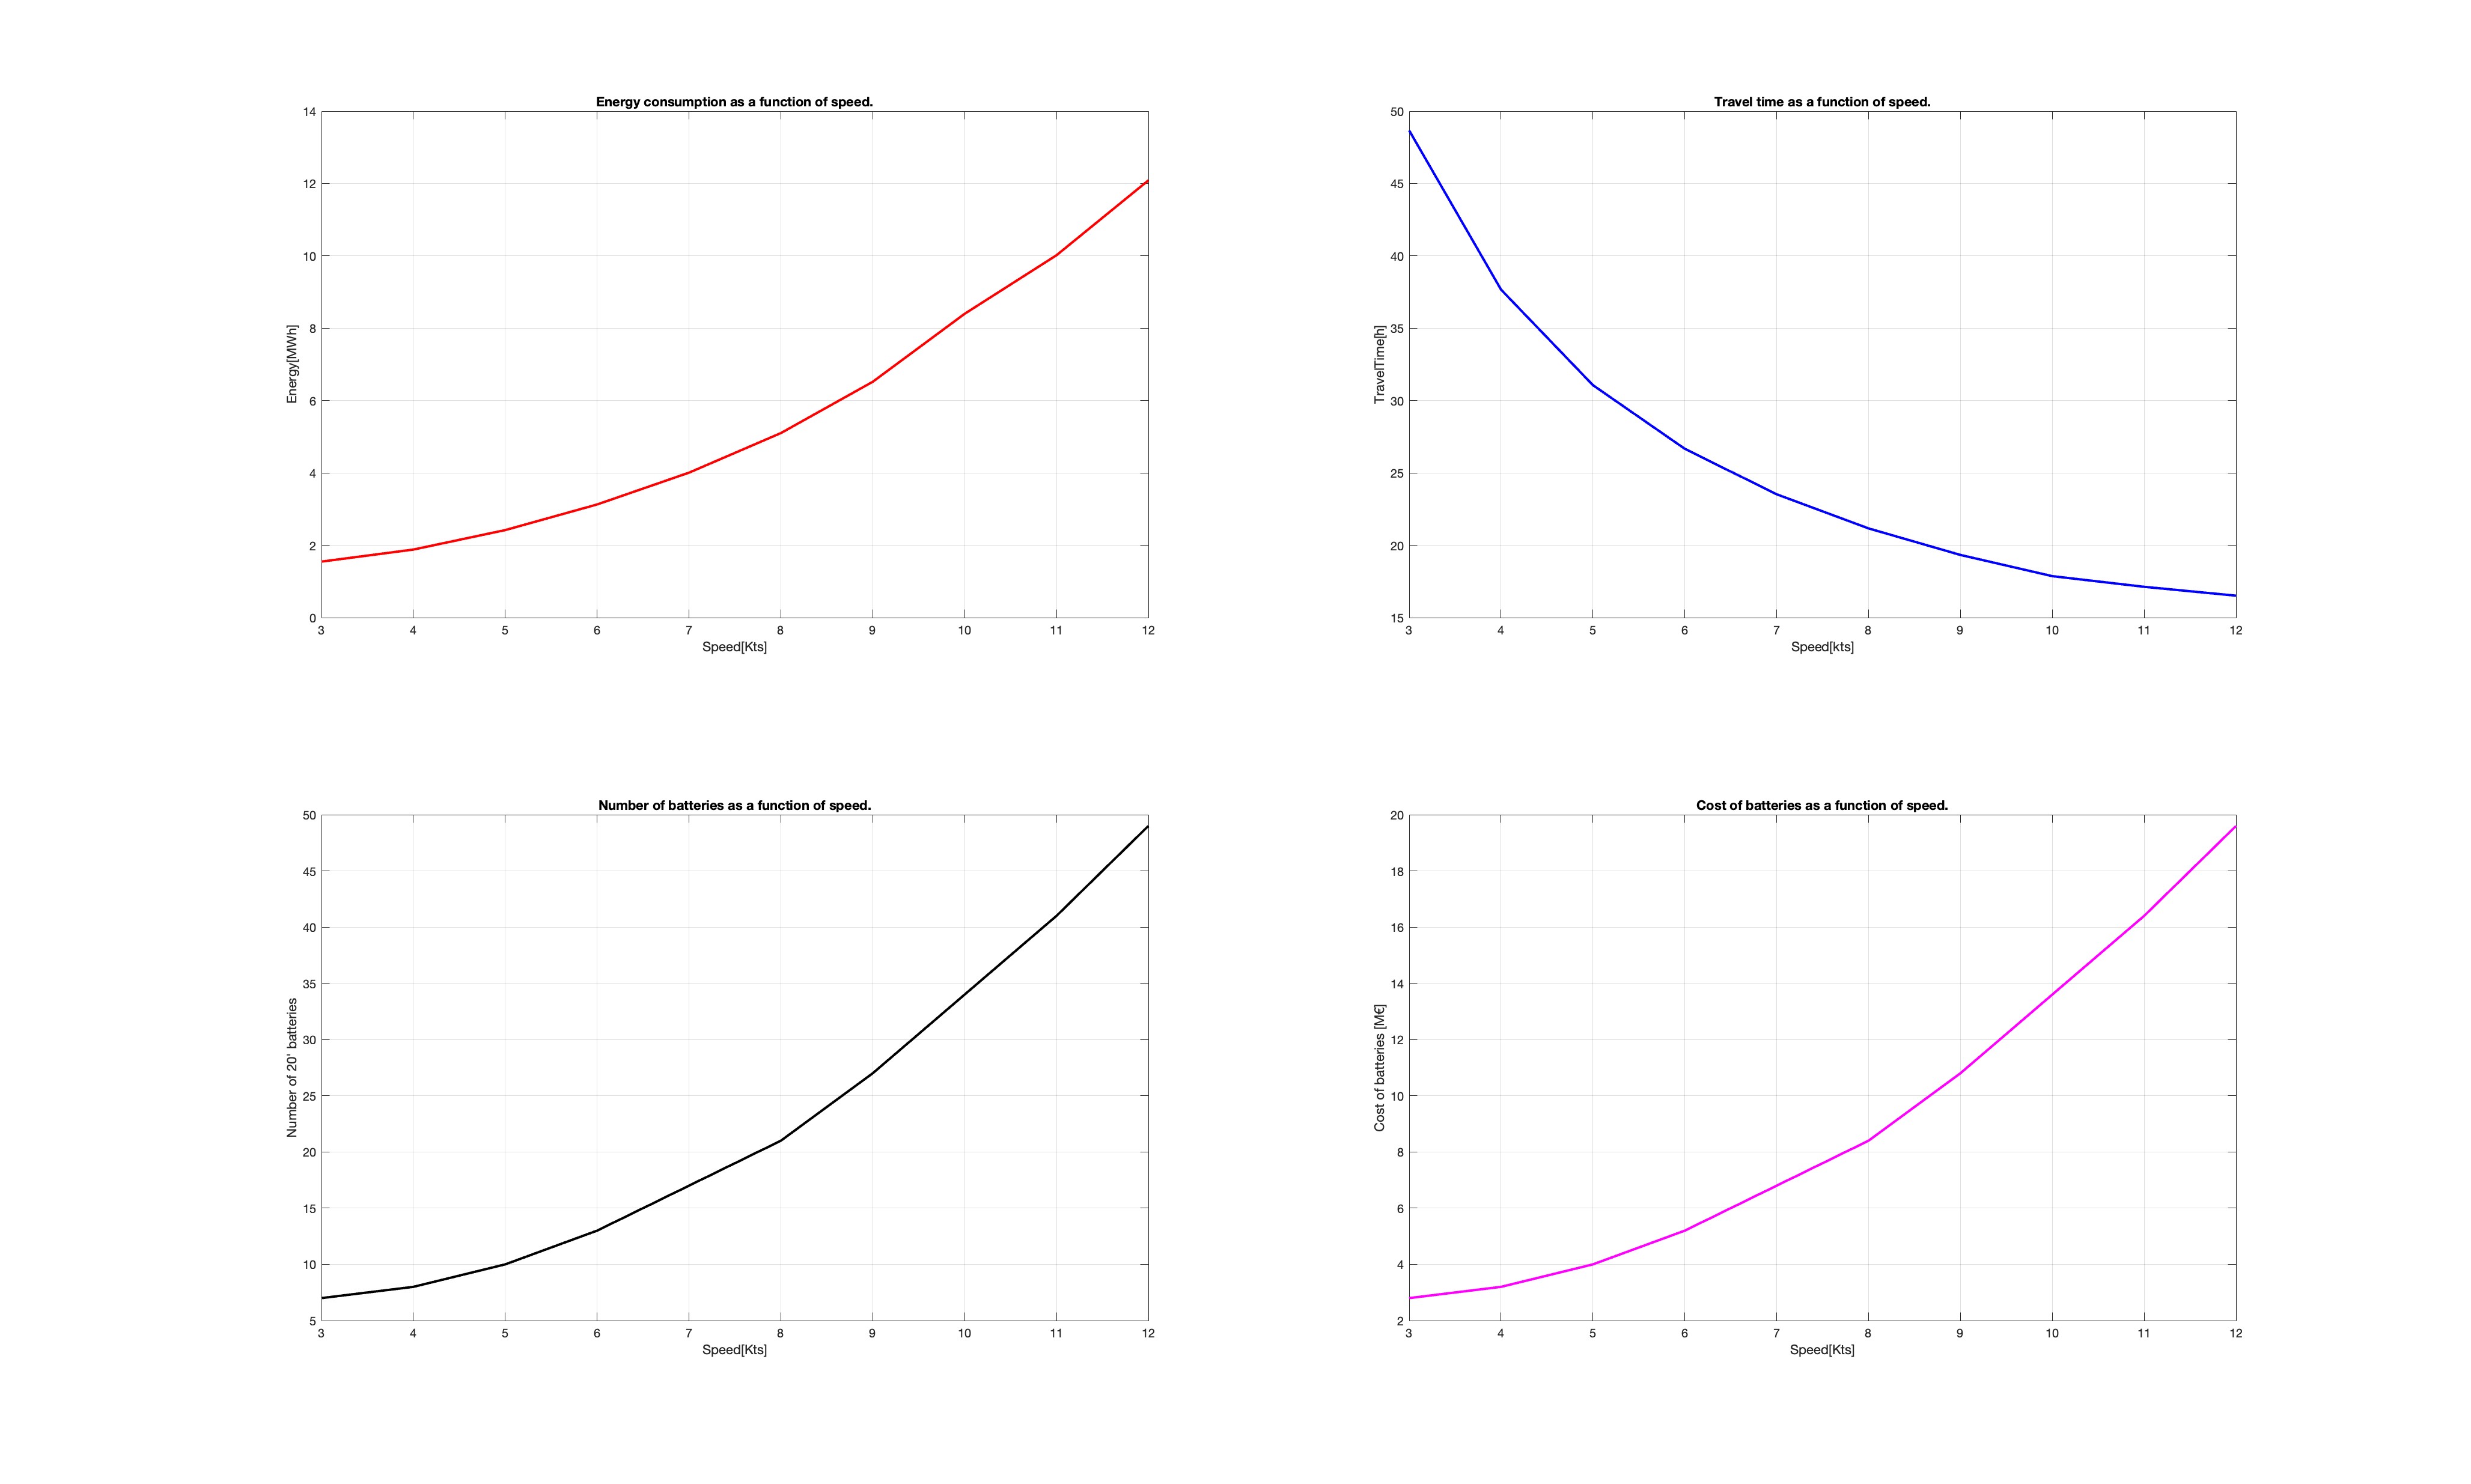 Energy consumption as a function of speed.
14
12
10
8
6
4
2
0
Energy[MWh]
3 4 5 6 7 8 9 10 11 12
Speed[Kts]
Travel time as a function of speed.
50
45
40
35
30
25
20
15
TravelTime[h]
3 4 5 6 7 8 9 10 11 12
Speed[kts]
Number of batteries as a function of speed.
50
45
40
35
30
25
20
15
10
5
Number of 20' batteries
3 4 5 6 7 8 9 10 11 12
Speed[Kts]
Cost of batteries as a function of speed.
20
18
16
14
12
10
8
6
4
2
Cost of batteries [M€]
3 4 5 6 7 8 9 10 11 12
Speed[Kts]